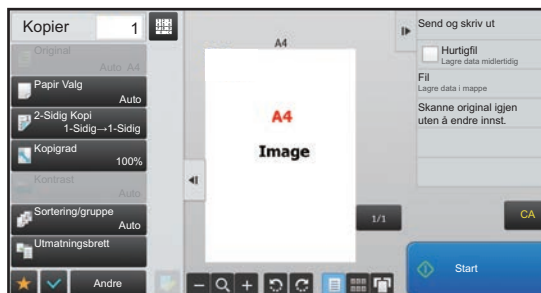 Kopier 1
Original
Auto A4
Papir Valg
Auto
2-Sidig Kopi
1-Sidig→1-Sidig
Kopigrad
100%
Kontrast
Auto
Sortering/gruppe
Auto
Utmatningsbrett
Andre
A4
A4
Image
1/1
Send og skriv ut
Hurtigfil
Lagre data midlertidig
Fil
Lagre data i mappe
Skanne original igjen
uten å endre innst.
CA
Start